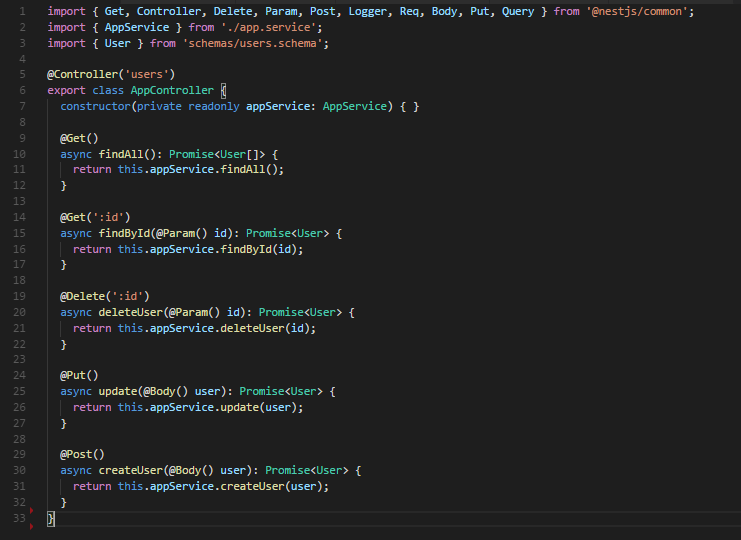 1 import { Get, Controller, Delete, Param, Post, Logger, Req, Body, Put, Query } from '@nestjs/common';
2 import { AppService } from './app.service';
3 import { User } from 'schemas/users.schema';
4
5 @Controller('users')
6 export class AppController {
7   constructor(private readonly appService: AppService) { }
8
9   @Get()
10   async findAll(): Promise<User[]> {
11     return this.appService.findAll();
12   }
13
14   @Get(':id')
15   async findById(@Param() id): Promise<User> {
16     return this.appService.findById(id);
17   }
18
19   @Delete(':id')
20   async deleteUser(@Param() id): Promise<User> {
21     return this.appService.deleteUser(id);
22   }
23
24   @Put()
25   async update(@Body() user): Promise<User> {
26     return this.appService.update(user);
27   }
28
29   @Post()
30   async createUser(@Body() user): Promise<User> {
31     return this.appService.createUser(user);
32   }
33 }